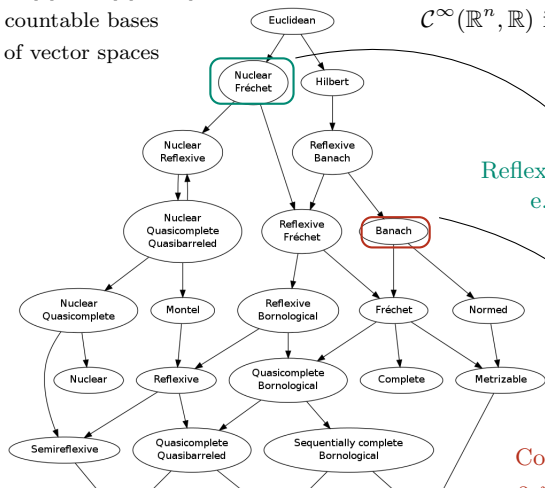 countable bases
of vector spaces
Euclidean
𝒞^∞(ℝⁿ, ℝ) i
Nuclear
Fréchet
Hilbert
Nuclear
Reflexive
Reflexive
Banach
Reflex
e.
Nuclear
Quasicomplete
Quasibarreled
Reflexive
Fréchet
Banach
Nuclear
Quasicomplete
Montel
Reflexive
Bornological
Fréchet
Normed
Nuclear
Reflexive
Quasicomplete
Bornological
Complete
Metrizable
Semireflexive
Quasicomplete
Quasibarreled
Sequentially complete
Bornological
Co